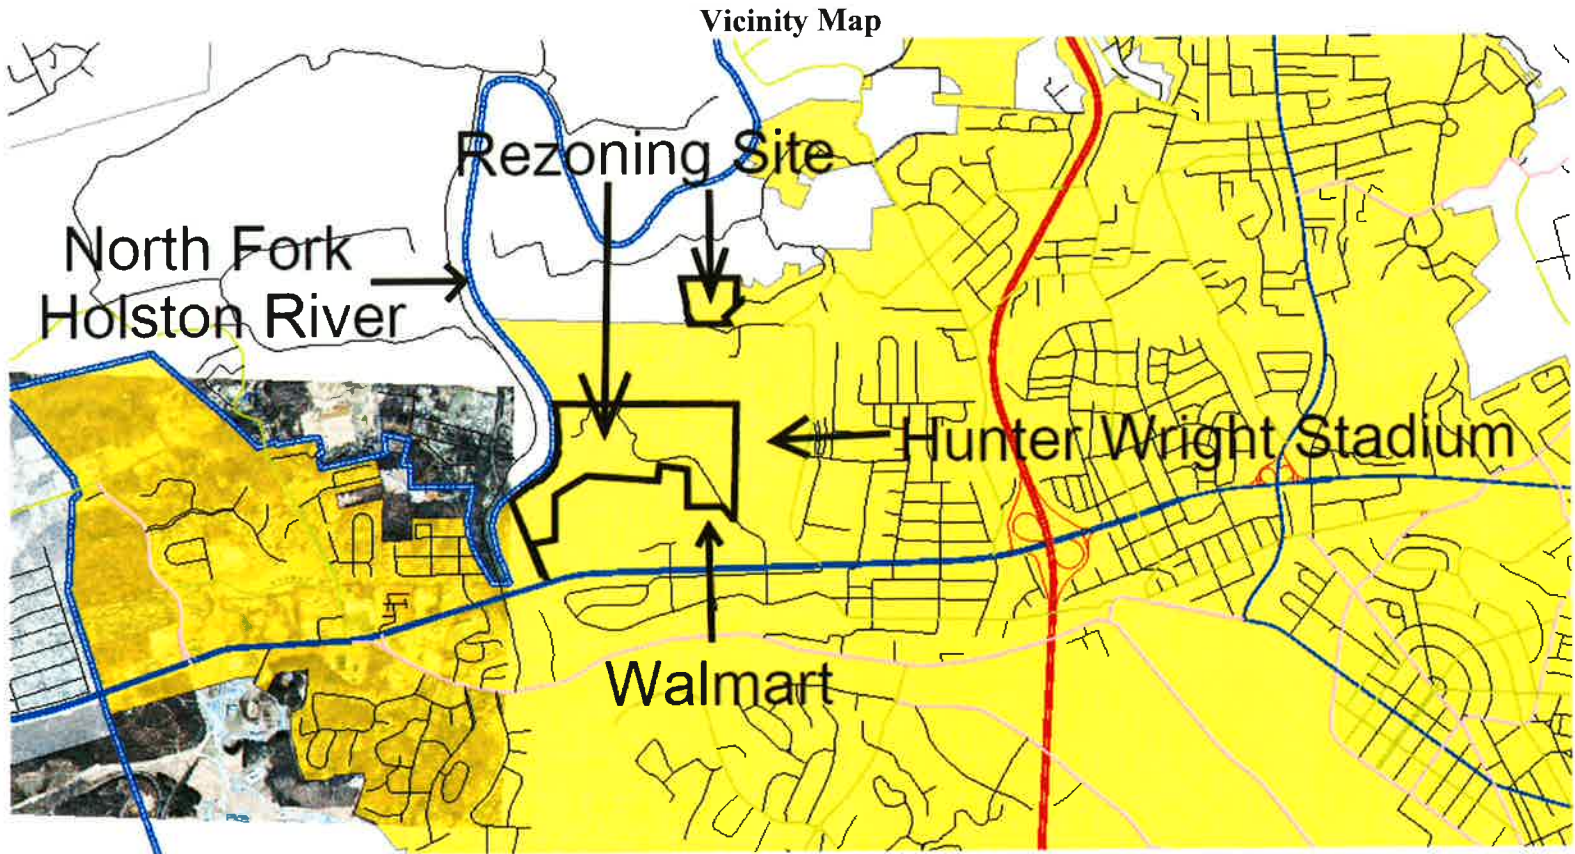 Vicinity Map
Rezoning Site
North Fork
Holston River
Hunter Wright Stadium
Walmart